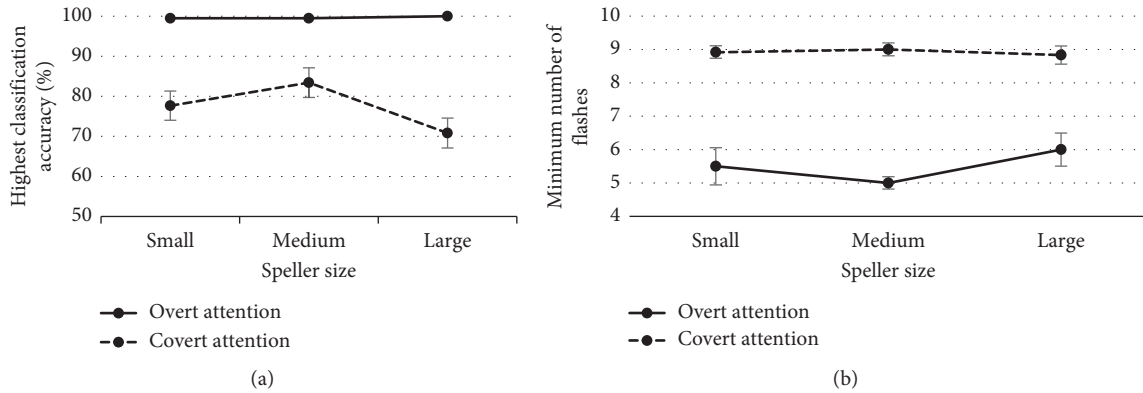 Highest classification
accuracy (%)
100
90
80
70
60
50
Small Medium Large
Speller size
Overt attention
Covert attention
(a)
Minimum number of
flashes
10
9
8
7
6
5
4
Small Medium Large
Speller size
Overt attention
Covert attention
(b)